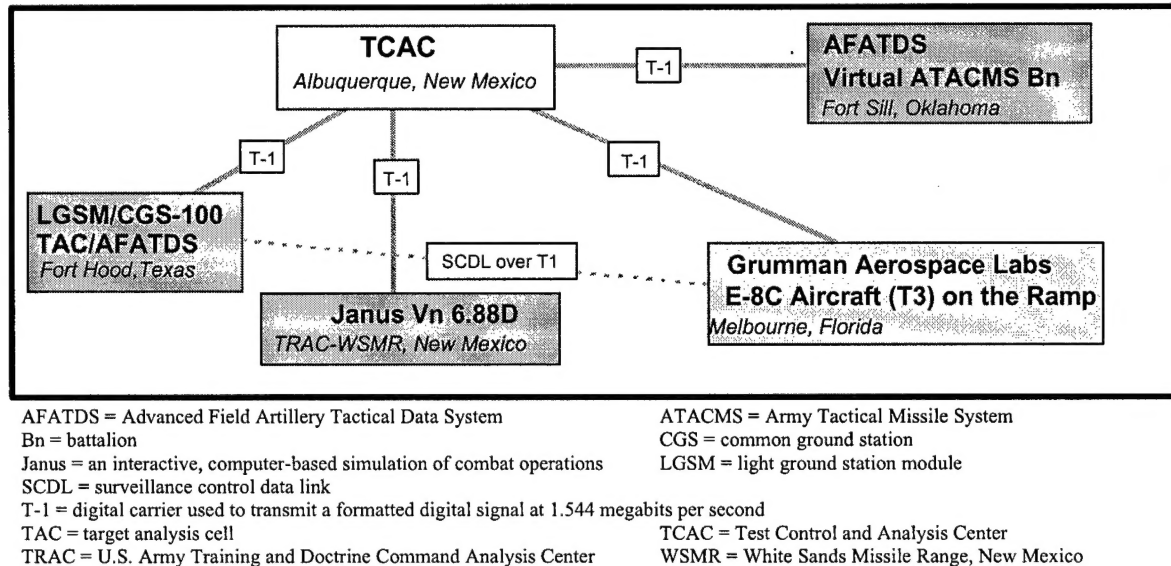 TCAC
Albuquerque, New Mexico
T-1
AFATDS
Virtual ATACMS Bn
Fort Sill, Oklahoma
T-1
T-1
T-1
LGSM/CGS-100
TAC/AFATDS
Fort Hood, Texas
SCDL over T1
Grumman Aerospace Labs
E-8C Aircraft (T3) on the Ramp
Melbourne, Florida
Janus Vn 6.88D
TRAC-WSMR, New Mexico
AFATDS = Advanced Field Artillery Tactical Data System
ATACMS = Army Tactical Missile System
Bn = battalion
CGS = common ground station
Janus = an interactive, computer-based simulation of combat operations
LGSM = light ground station module
SCDL = surveillance control data link
T-1 = digital carrier used to transmit a formatted digital signal at 1.544 megabits per second
TAC = target analysis cell
TCAC = Test Control and Analysis Center
TRAC = U.S. Army Training and Doctrine Command Analysis Center
WSMR = White Sands Missile Range, New Mexico